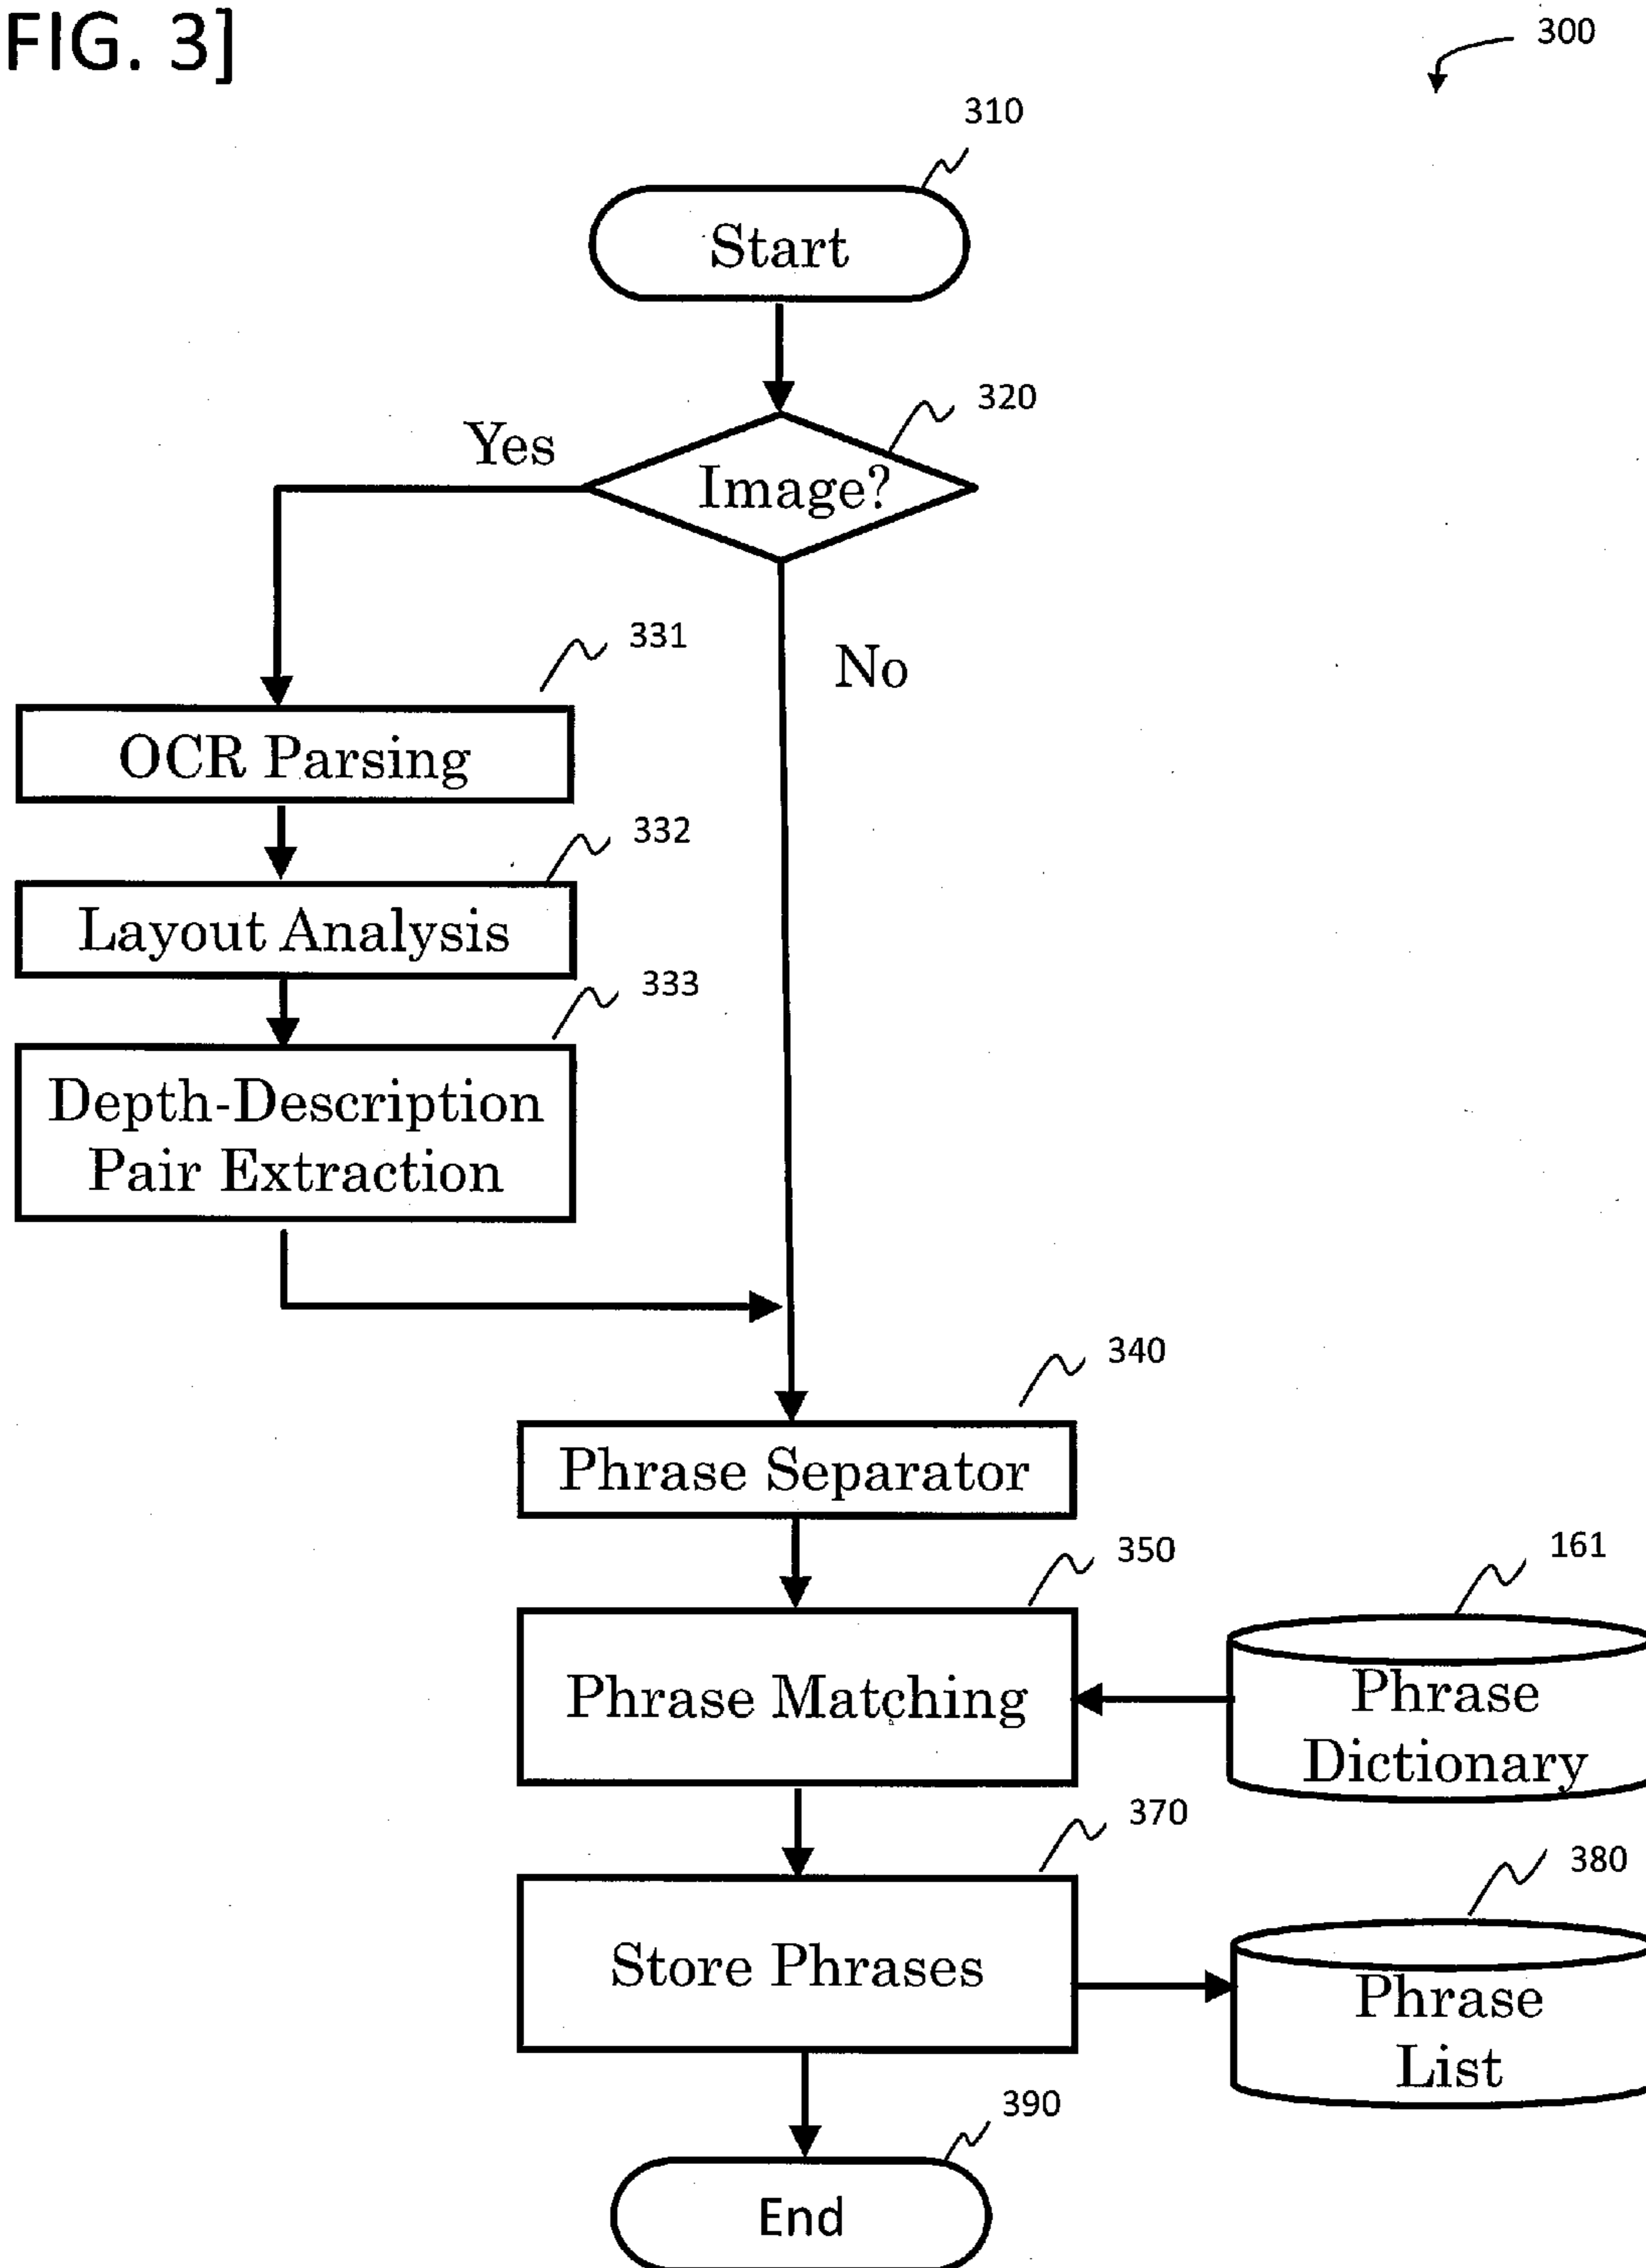 FIG. 3]
300
310
Start
320
Yes
Image?
331
No
OCR Parsing
332
Layout Analysis
333
Depth-Description
Pair Extraction
340
Phrase Separator
350
161
Phrase Matching
Phrase
Dictionary
370
380
Store Phrases
Phrase
List
390
End